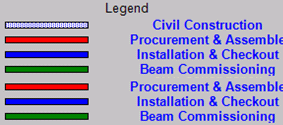 Legend
Civil Construction
Procurement & Assemble
Installation & Checkout
Beam Commissioning
Procurement & Assemble
Installation & Checkout
Beam Commissioning